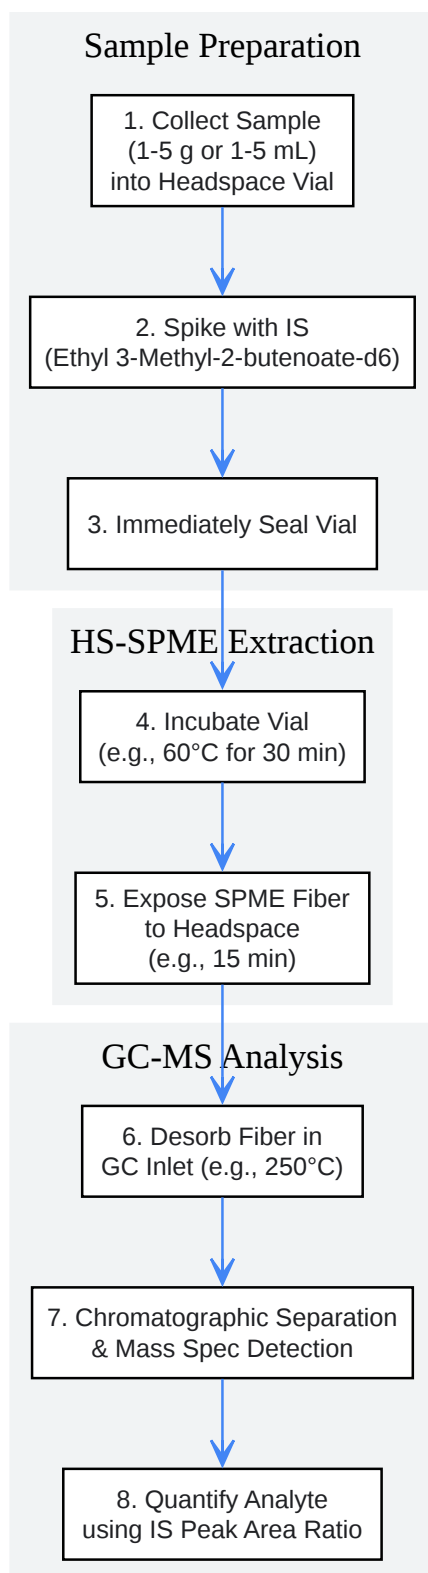 Sample Preparation
1. Collect Sample
(1-5 g or 1-5 mL)
into Headspace Vial
2. Spike with IS
(Ethyl 3-Methyl-2-butenoate-d6)
3. Immediately Seal Vial
HS-SPME Extraction
4. Incubate Vial
(e.g., 60°C for 30 min)
5. Expose SPME Fiber
to Headspace
(e.g., 15 min)
GC-MS Analysis
6. Desorb Fiber in
GC Inlet (e.g., 250°C)
7. Chromatographic Separation
& Mass Spec Detection
8. Quantify Analyte
using IS Peak Area Ratio